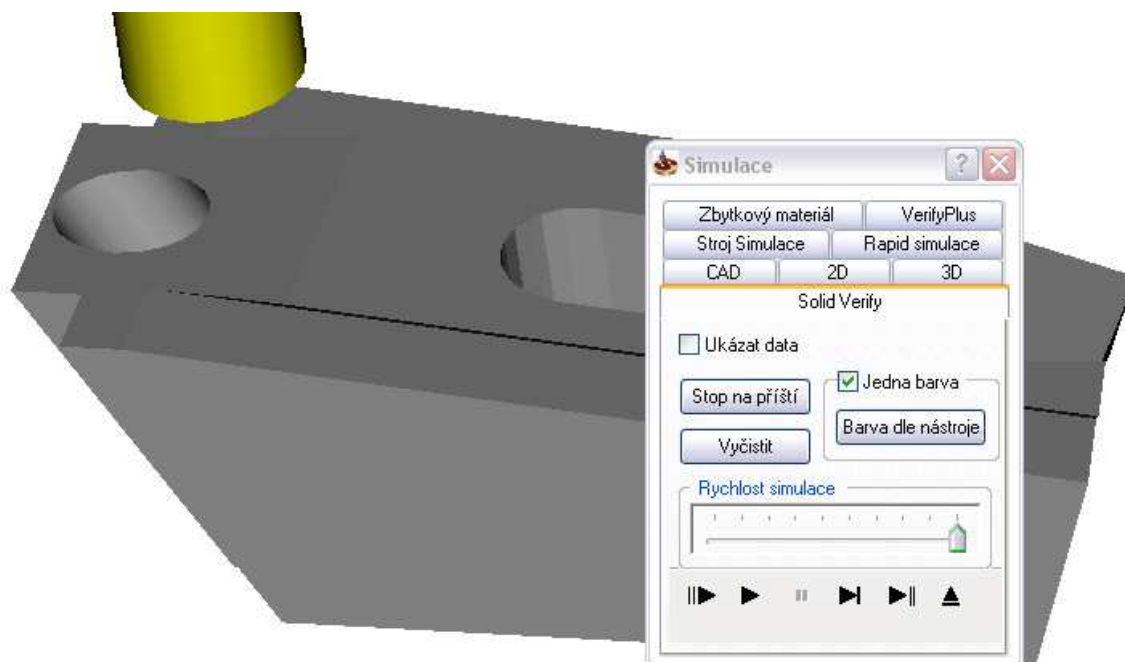 Simulace
Zbytkový materiál VerifyPlus
Stroj Simulace Rapid simulace
CAD 2D 3D
Solid Verify
Ukázat data
Jedna barva
Stop na příští
Barva dle nástroje
Vyčistit
Rychlost simulace